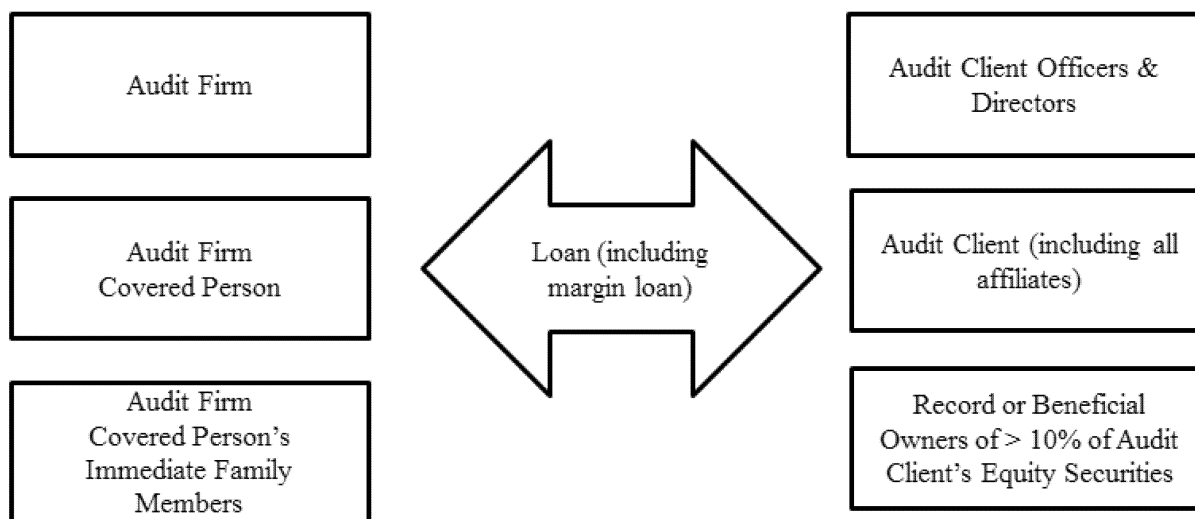 Audit Firm
Audit Firm
Covered Person
Audit Firm
Covered Person’s
Immediate Family
Members
Loan (including
margin loan)
Audit Client Officers &
Directors
Audit Client (including all
affiliates)
Record or Beneficial
Owners of > 10% of Audit
Client’s Equity Securities